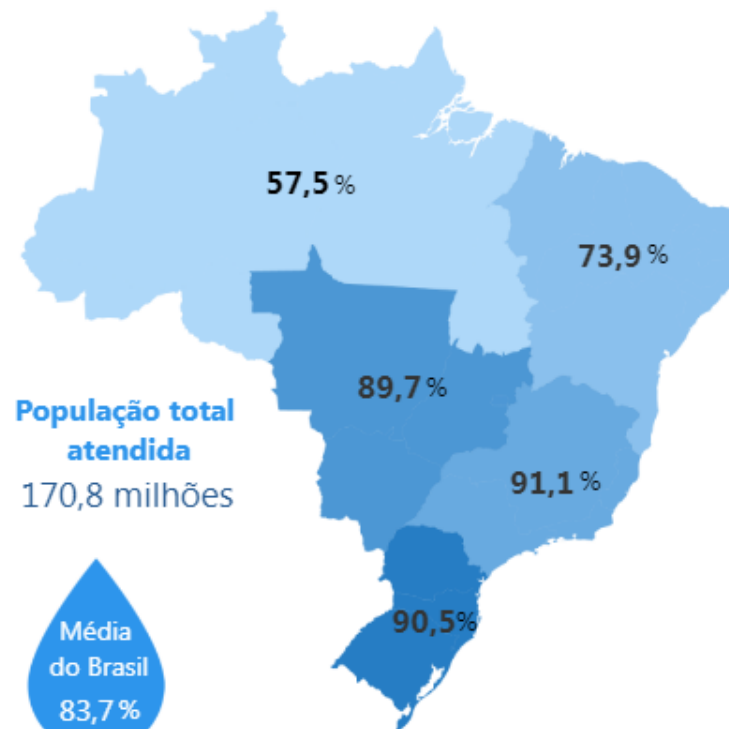 57,5 %
73,9 %
89,7 %
População total
atendida
170,8 milhões
91,1 %
90,5%
Média
do Brasil
83,7 %